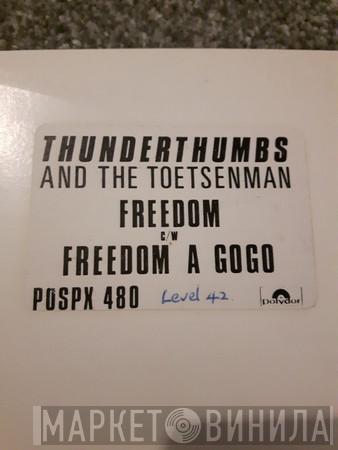 THUNDERTHUMBS
AND THE TOETSENMAN
FREEDOM
C/W
FREEDOM A GOGO
POSPX 480 Level 42. polydor
МАРКЕТ ВИНИЛА